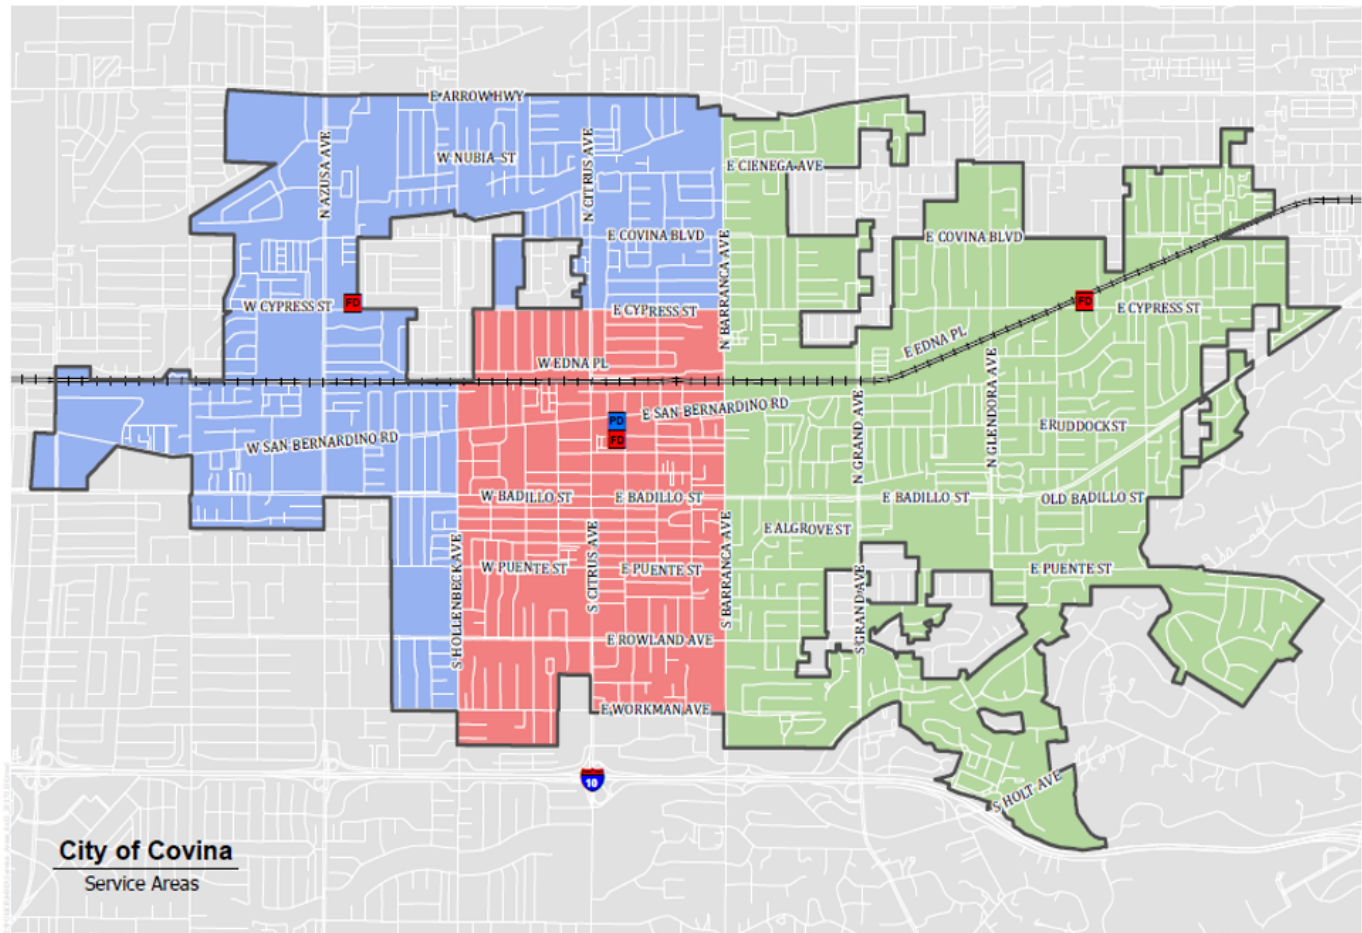 E ARROW HWY
N AZUSA AVE
W NUBIA ST
N CITRUS AVE
E CIENEGA AVE
E COVINA BLVD
E COVINA BLVD
N BARRANCA AVE
W CYPRESS ST
FD
E CYPRESS ST
FD
E CYPRESS ST
W EDNA PL
E EDNA PL
N GLENDORA AVE
N GRAND AVE
E SAN BERNARDINO RD
PD
FD
W SAN BERNARDINO RD
E RUDDOCK ST
W BADILLO ST
E BADILLO ST
E BADILLO ST
OLD BADILLO ST
E ALGROVE ST
S HOLLENBECK AVE
S CITRUS AVE
S BARRANCA AVE
W PUENTE ST
E PUENTE ST
E PUENTE ST
S GRAND AVE
E ROWLAND AVE
E WORKMAN AVE
10
S HOLT AVE
City of Covina
Service Areas